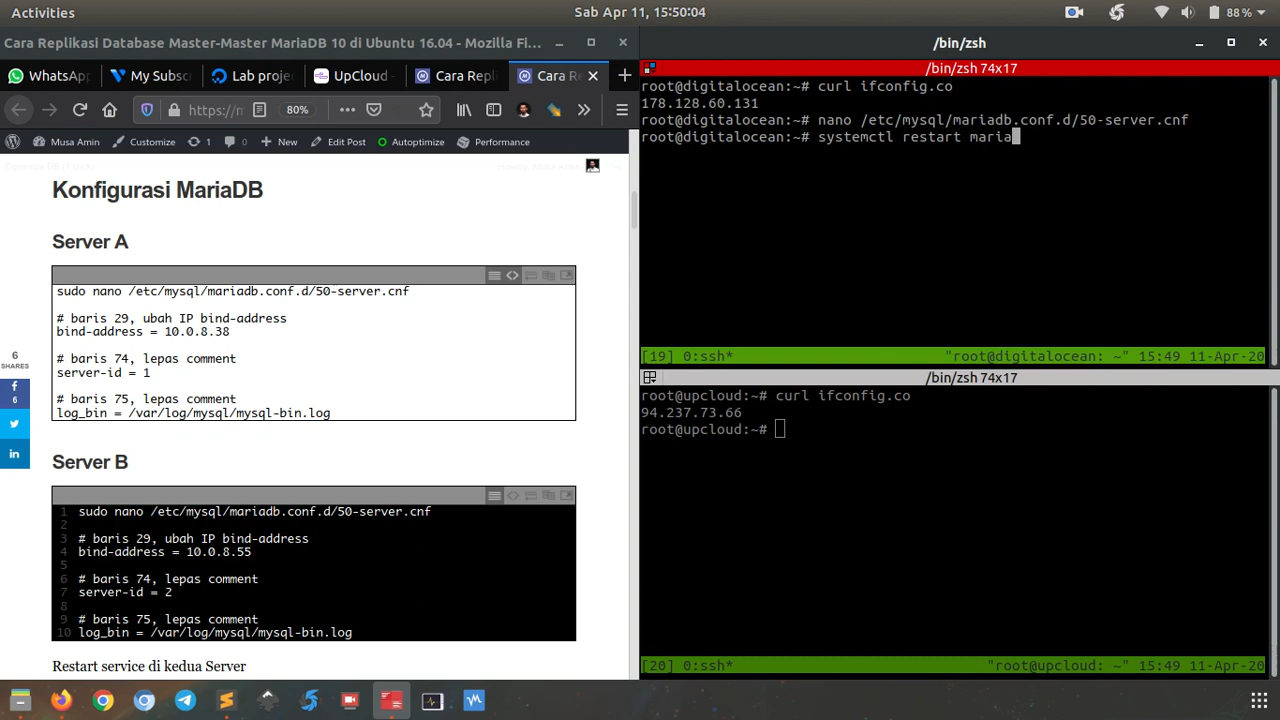 Activities
Sab Apr 11, 15:50:04
88%
Cara Replikasi Database Master-Master MariaDB 10 di Ubuntu 16.04 - Mozilla Fi...
WhatsApp
My Subsc
Lab proje
UpCloud -
Cara Repl
Cara Re
https://m
80%
Musa Amin
Customize
0
New
Edit Post
Autoptimize
Performance
Howdy, Musa Amin
Konfigurasi MariaDB
Server A
sudo nano /etc/mysql/mariadb.conf.d/50-server.cnf
# baris 29, ubah IP bind-address
bind-address = 10.0.8.38
# baris 74, lepas comment
server-id = 1
# baris 75, lepas comment
log_bin = /var/log/mysql/mysql-bin.log
6
SHARES
6
Server B
1 sudo nano /etc/mysql/mariadb.conf.d/50-server.cnf
2
3 # baris 29, ubah IP bind-address
4 bind-address = 10.0.8.55
5
6 # baris 74, lepas comment
7 server-id = 2
8
9 # baris 75, lepas comment
10 log_bin = /var/log/mysql/mysql-bin.log
Restart service di kedua Server
/bin/zsh
/bin/zsh 74x17
root@digitalocean:~# curl ifconfig.co
178.128.60.131
root@digitalocean:~# nano /etc/mysql/mariadb.conf.d/50-server.cnf
root@digitalocean:~# systemctl restart maria
[19] 0:ssh* "root@digitalocean: ~" 15:49 11-Apr-20
/bin/zsh 74x17
root@upcloud:~# curl ifconfig.co
94.237.73.66
root@upcloud:~#
[20] 0:ssh* "root@upcloud: ~" 15:49 11-Apr-20